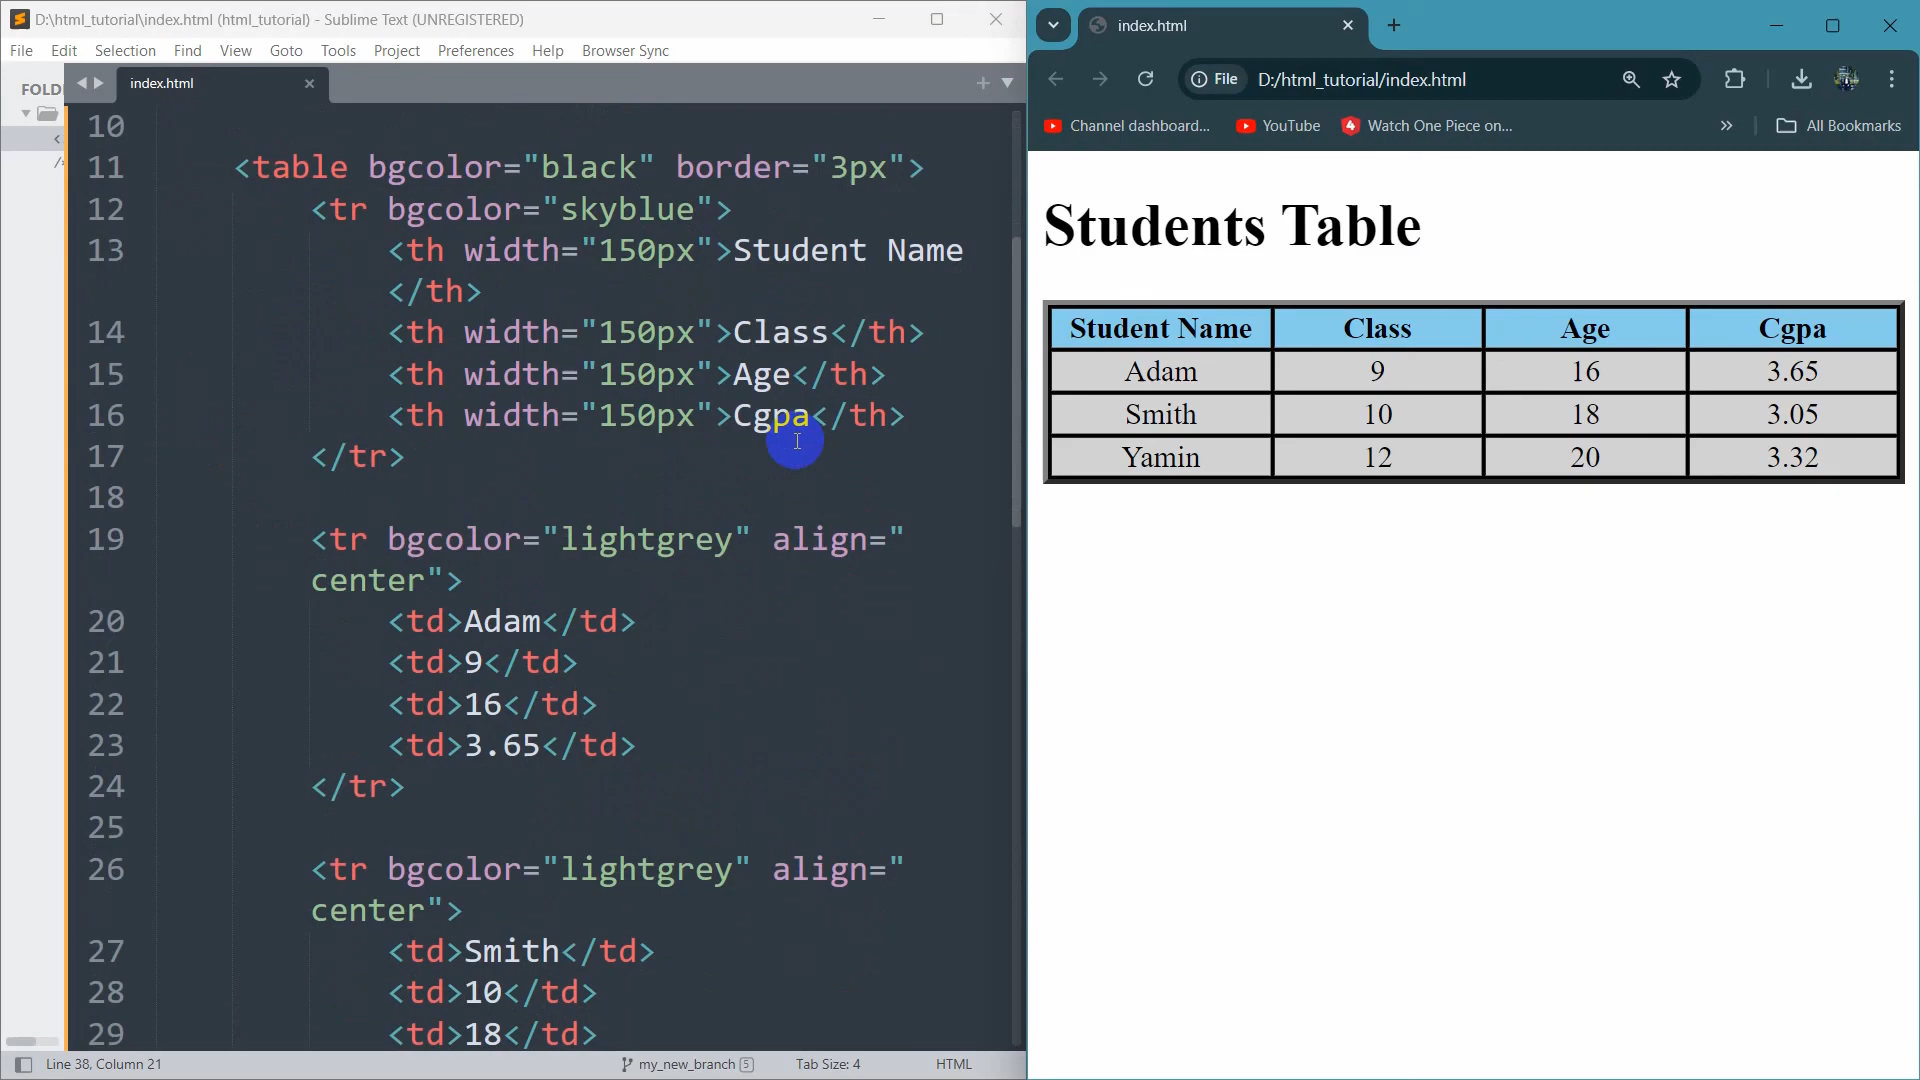 D:\html_tutorial\index.html (html_tutorial) - Sublime Text (UNREGISTERED)
File Edit Selection Find View Goto Tools Project Preferences Help Browser Sync
FOLD
index.html
10
11 <table bgcolor="black" border="3px">
12 <tr bgcolor="skyblue">
13 <th width="150px">Student Name
</th>
14 <th width="150px">Class</th>
15 <th width="150px">Age</th>
16 <th width="150px">Cgpa</th>
17 </tr>
18
19 <tr bgcolor="lightgrey" align="
center">
20 <td>Adam</td>
21 <td>9</td>
22 <td>16</td>
23 <td>3.65</td>
24 </tr>
25
26 <tr bgcolor="lightgrey" align="
center">
27 <td>Smith</td>
28 <td>10</td>
29 <td>18</td>
Line 38, Column 21 my_new_branch 5 Tab Size: 4 HTML
index.html
File D:/html_tutorial/index.html
Channel dashboard... YouTube Watch One Piece on... » All Bookmarks
Students Table
Student Name Class Age Cgpa
Adam 9 16 3.65
Smith 10 18 3.05
Yamin 12 20 3.32